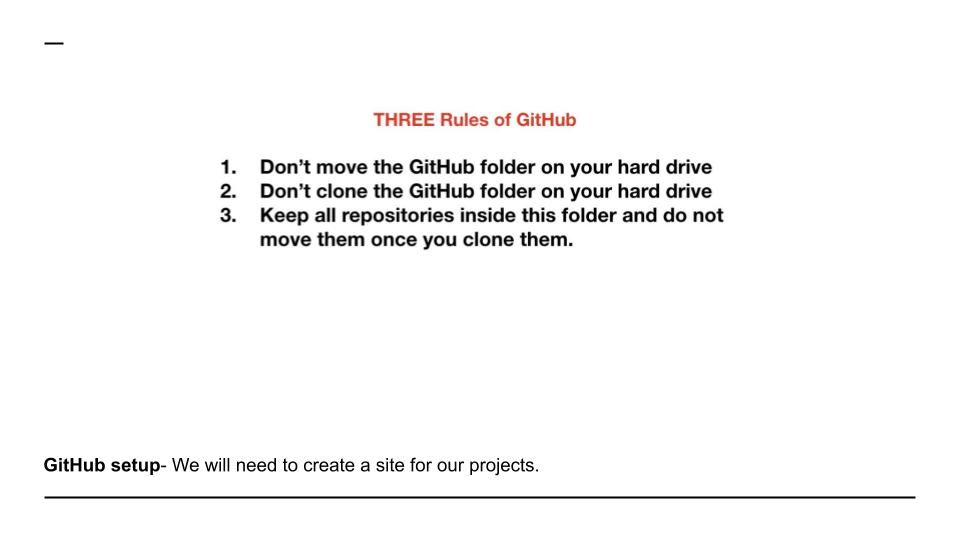 THREE Rules of GitHub
1. Don’t move the GitHub folder on your hard drive
2. Don’t clone the GitHub folder on your hard drive
3. Keep all repositories inside this folder and do not
move them once you clone them.
GitHub setup- We will need to create a site for our projects.